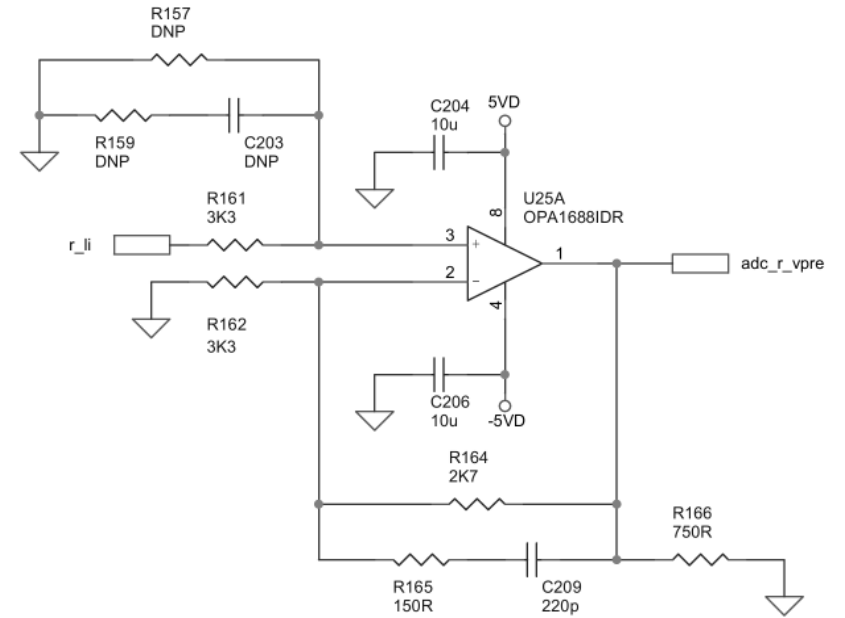 R157
DNP
R159
DNP
C203
DNP
C204
10u
5VD
R161
3K3
U25A
OPA1688IDR
8
r_li
3
+
1
adc_r_vpre
2
-
R162
3K3
4
C206
10u
-5VD
R164
2K7
R166
750R
R165
150R
C209
220p